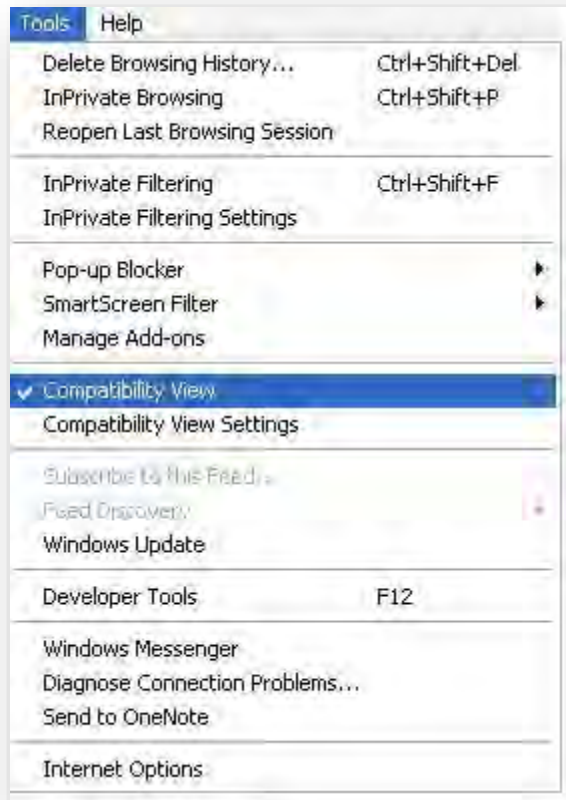 Tools Help
Delete Browsing History... Ctrl+Shift+Del
InPrivate Browsing Ctrl+Shift+P
Reopen Last Browsing Session
InPrivate Filtering Ctrl+Shift+F
InPrivate Filtering Settings
Pop-up Blocker
SmartScreen Filter
Manage Add-ons
Compatibility View
Compatibility View Settings
Subscribe to this Feed...
Feed Discovery
Windows Update
Developer Tools F12
Windows Messenger
Diagnose Connection Problems...
Send to OneNote
Internet Options